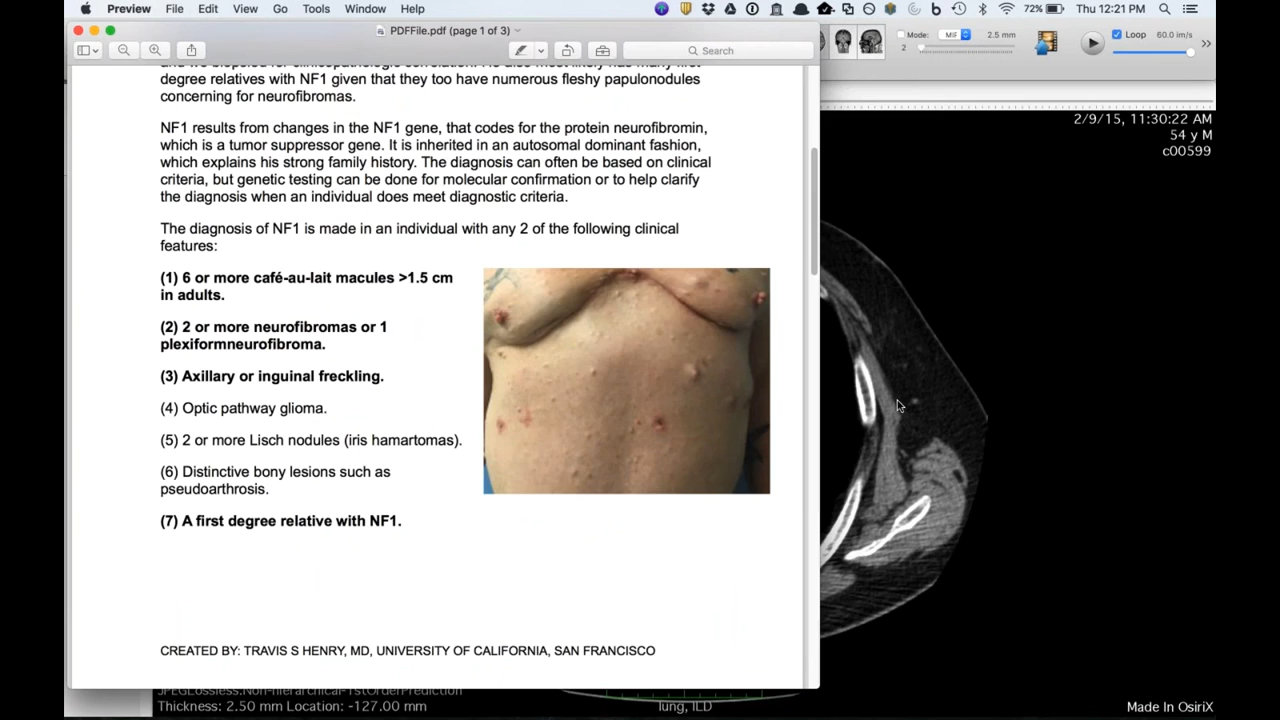 Preview File Edit View Go Tools Window Help 72% Thu 12:21 PM
PDFFile.pdf (page 1 of 3)
Search
Mode: MIP 2.5 mm Loop 60.0 im/s
2
degree relatives with NF1 given that they too have numerous fleshy papulonodules
concerning for neurofibromas.
NF1 results from changes in the NF1 gene, that codes for the protein neurofibromin,
which is a tumor suppressor gene. It is inherited in an autosomal dominant fashion,
which explains his strong family history. The diagnosis can often be based on clinical
criteria, but genetic testing can be done for molecular confirmation or to help clarify
the diagnosis when an individual does meet diagnostic criteria.
The diagnosis of NF1 is made in an individual with any 2 of the following clinical
features:
(1) 6 or more café-au-lait macules >1.5 cm
in adults.
(2) 2 or more neurofibromas or 1
plexiformneurofibroma.
(3) Axillary or inguinal freckling.
(4) Optic pathway glioma.
(5) 2 or more Lisch nodules (iris hamartomas).
(6) Distinctive bony lesions such as
pseudoarthrosis.
(7) A first degree relative with NF1.
CREATED BY: TRAVIS S HENRY, MD, UNIVERSITY OF CALIFORNIA, SAN FRANCISCO
2/9/15, 11:30:22 AM
54 y M
c00599
JPEGLossless:Non-hierarchical-1stOrderPrediction
Thickness: 2.50 mm Location: -127.00 mm
lung, ILD
Made In OsiriX